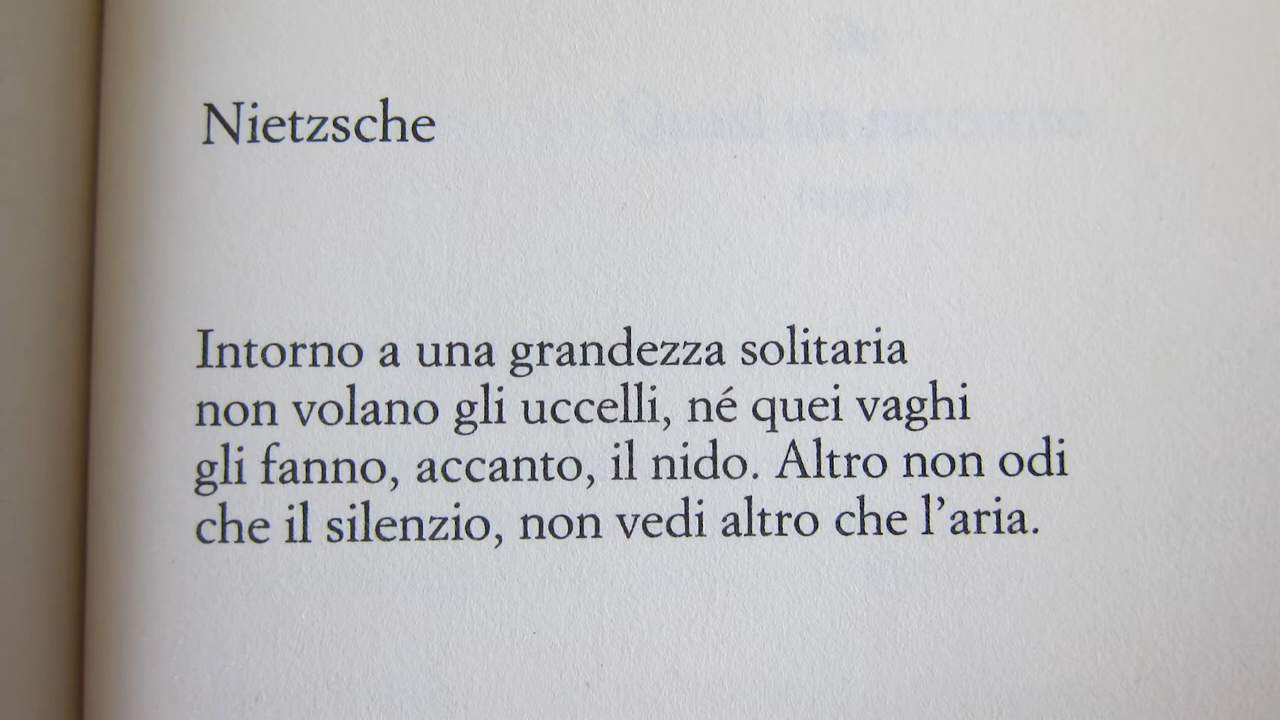 Nietzsche
Intorno a una grandezza solitaria
non volano gli uccelli, né quei vaghi
gli fanno, accanto, il nido. Altro non odi
che il silenzio, non vedi altro che l’aria.